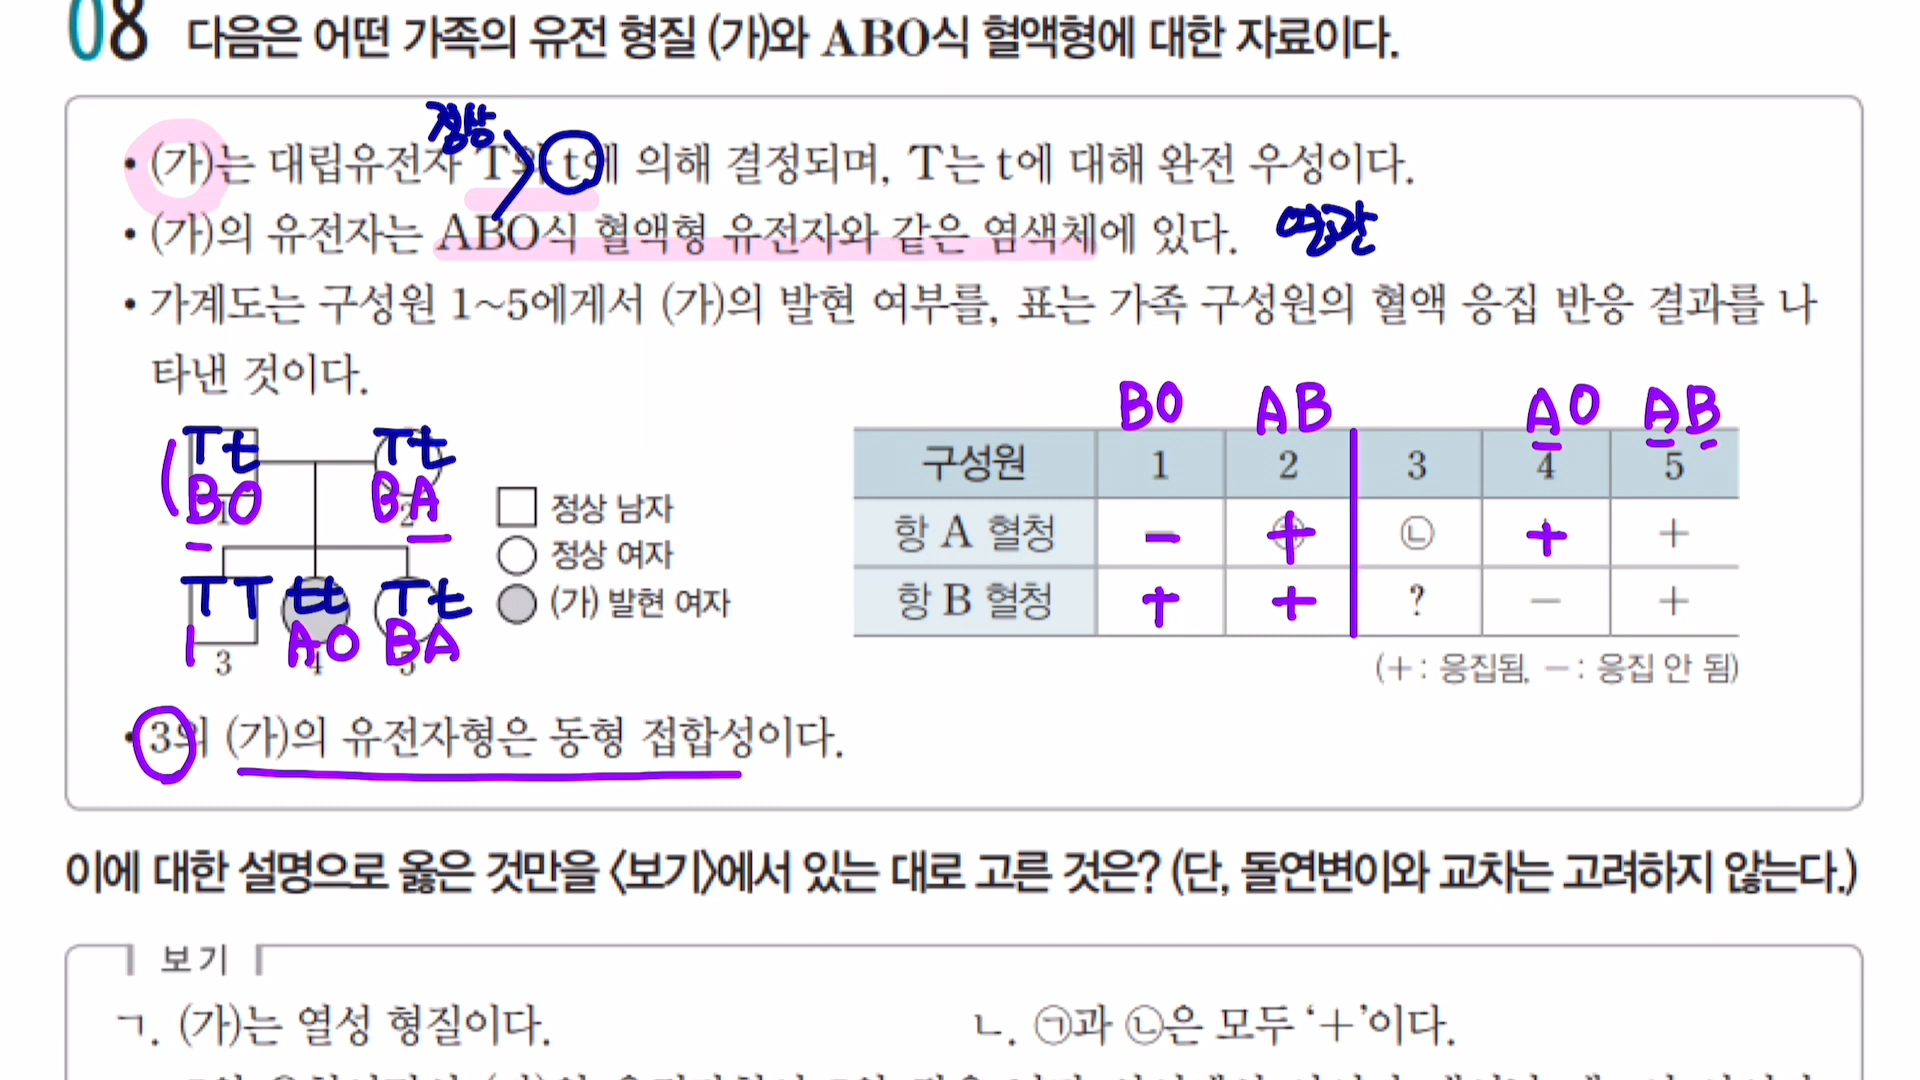 08 다음은 어떤 가족의 유전 형질 (가)와 ABO식 혈액형에 대한 자료이다.
정상
• (가)는 대립유전자 T와 t에 의해 결정되며, T는 t에 대해 완전 우성이다.
• (가)의 유전자는 ABO식 혈액형 유전자와 같은 염색체에 있다. 연관
• 가계도는 구성원 1~5에게서 (가)의 발현 여부를, 표는 가족 구성원의 혈액 응집 반응 결과를 나
타낸 것이다.
BO AB AO AB
Tt Tt
BO BA
1 2
정상 남자
정상 여자
(가) 발현 여자
TT tt Tt
AO BA
3 4 5
구성원 1 2 3 4 5
항 A 혈청 - + ㉡ + +
항 B 혈청 + + ? - +
(+: 응집됨, -: 응집 안 됨)
• 3의 (가)의 유전자형은 동형 접합성이다.
이에 대한 설명으로 옳은 것만을 <보기>에서 있는 대로 고른 것은? (단, 돌연변이와 교차는 고려하지 않는다.)
보기
ㄱ. (가)는 열성 형질이다. ㄴ. ㉠과 ㉡은 모두 '+'이다.